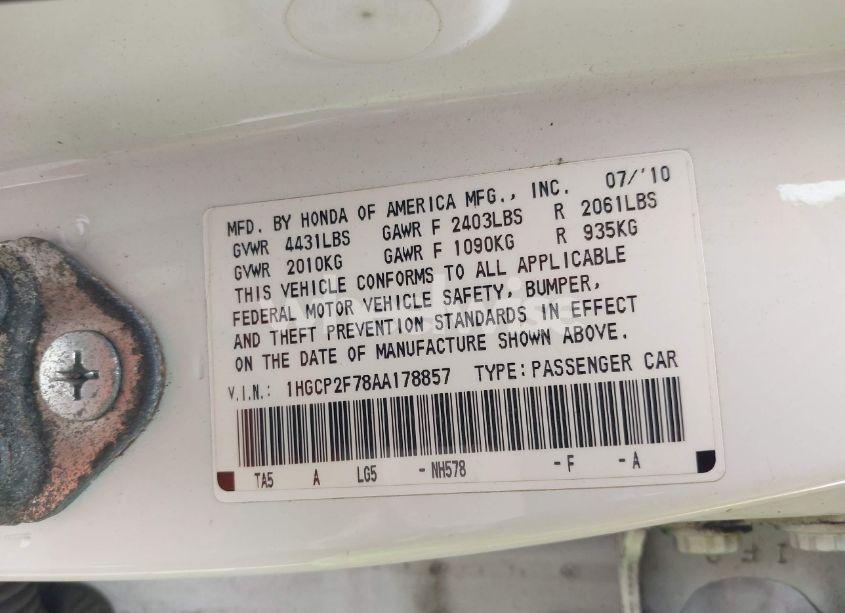 MFD. BY HONDA OF AMERICA MFG., INC. 07/'10
GVWR 4431LBS GAWR F 2403LBS R 2061LBS
GVWR 2010KG GAWR F 1090KG R 935KG
THIS VEHICLE CONFORMS TO ALL APPLICABLE
FEDERAL MOTOR VEHICLE SAFETY, BUMPER,
AND THEFT PREVENTION STANDARDS IN EFFECT
ON THE DATE OF MANUFACTURE SHOWN ABOVE.
V.I.N.: 1HGCP2F78AA178857 TYPE: PASSENGER CAR
TA5 A LG5 -NH578 -F -A